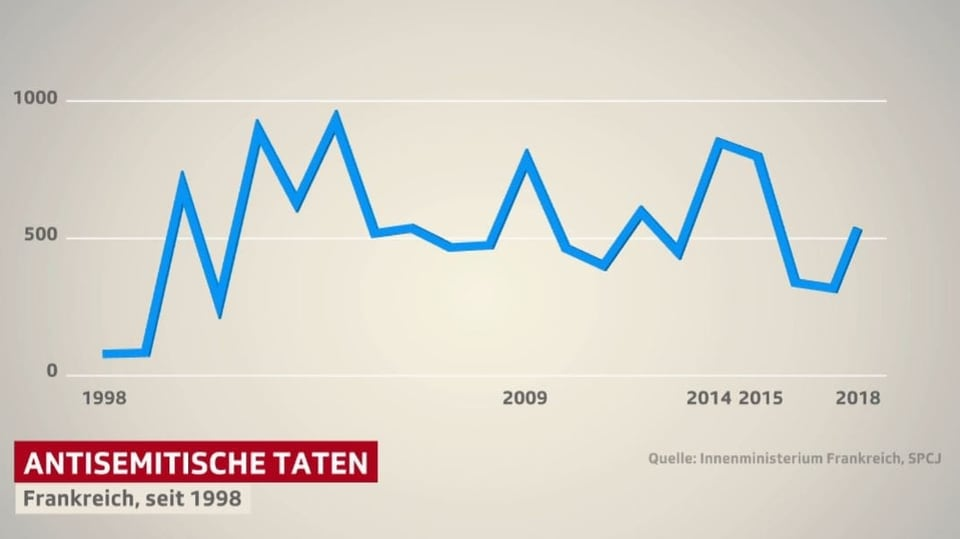 1000
500
0
1998 2009 2014 2015 2018
ANTISEMITISCHE TATEN
Frankreich, seit 1998
Quelle: Innenministerium Frankreich, SPCJ